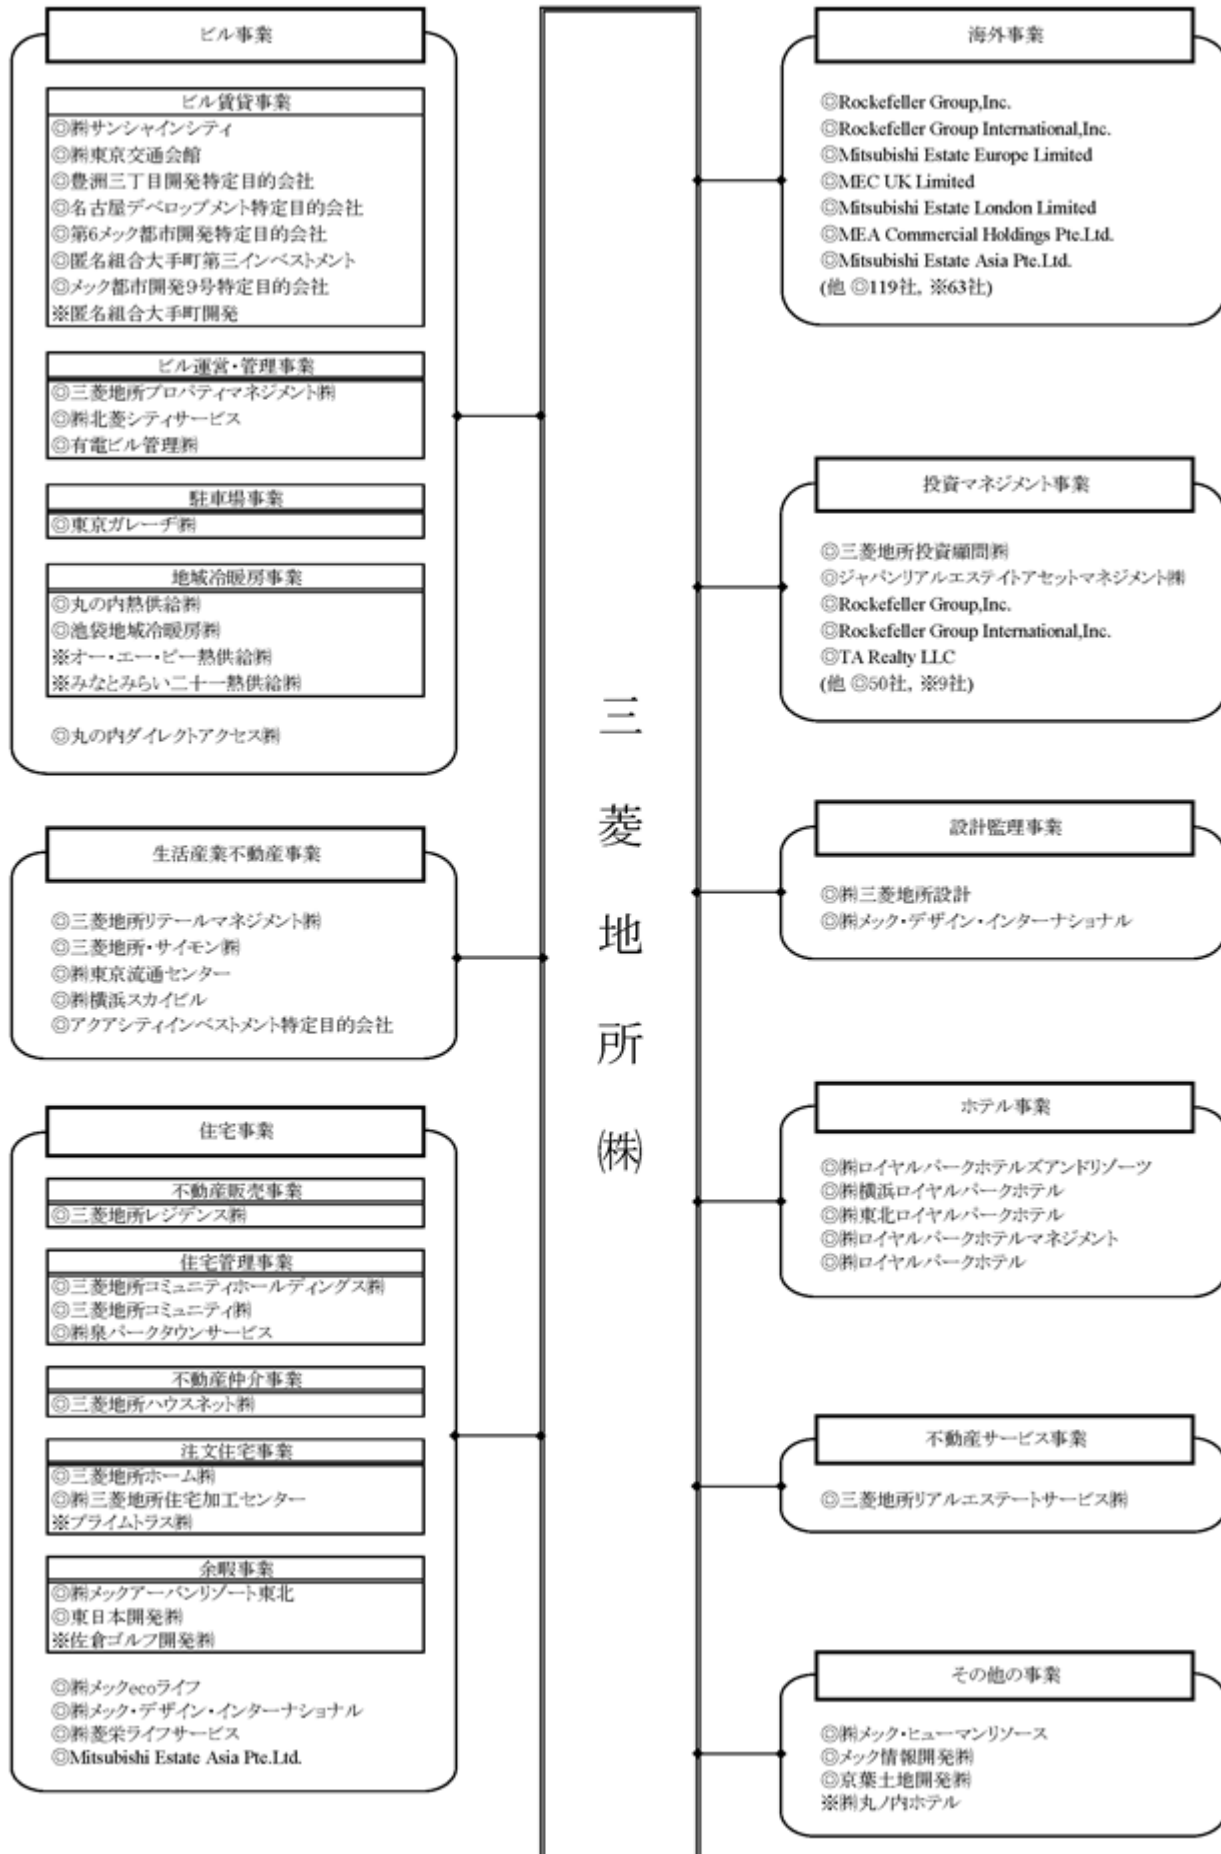 ビル事業
ビル賃貸事業
◎㈱サンシャインシティ
◎㈱東京交通会館
◎豊洲三丁目開発特定目的会社
◎名古屋デベロップメント特定目的会社
◎第6メック都市開発特定目的会社
◎匿名組合大手町第三インベストメント
◎メック都市開発9号特定目的会社
※匿名組合大手町開発
ビル運営・管理事業
◎三菱地所プロパティマネジメント㈱
◎㈱北菱シティサービス
◎有電ビル管理㈱
駐車場事業
◎東京ガレーヂ㈱
地域冷暖房事業
◎丸の内熱供給㈱
◎池袋地域冷暖房㈱
※オー・エー・ピー熱供給㈱
※みなとみらい二十一熱供給㈱
◎丸の内ダイレクトアクセス㈱
生活産業不動産事業
◎三菱地所リテールマネジメント㈱
◎三菱地所・サイモン㈱
◎㈱東京流通センター
◎㈱横浜スカイビル
◎アクアシティインベストメント特定目的会社
住宅事業
不動産販売事業
◎三菱地所レジデンス㈱
住宅管理事業
◎三菱地所コミュニティホールディングス㈱
◎三菱地所コミュニティ㈱
◎㈱泉パークタウンサービス
不動産仲介事業
◎三菱地所ハウスネット㈱
注文住宅事業
◎三菱地所ホーム㈱
◎㈱三菱地所住宅加工センター
※プライムトラス㈱
余暇事業
◎㈱メックアーバンリゾート東北
◎東日本開発㈱
※佐倉ゴルフ開発㈱
◎㈱メックecoライフ
◎㈱メック・デザイン・インターナショナル
◎㈱菱栄ライフサービス
◎Mitsubishi Estate Asia Pte.Ltd.
三菱地所㈱
海外事業
◎Rockefeller Group,Inc.
◎Rockefeller Group International,Inc.
◎Mitsubishi Estate Europe Limited
◎MEC UK Limited
◎Mitsubishi Estate London Limited
◎MEA Commercial Holdings Pte.Ltd.
◎Mitsubishi Estate Asia Pte.Ltd.
(他 ◎119社, ※63社)
投資マネジメント事業
◎三菱地所投資顧問㈱
◎ジャパンリアルエステイトアセットマネジメント㈱
◎Rockefeller Group,Inc.
◎Rockefeller Group International,Inc.
◎TA Realty LLC
(他 ◎50社, ※9社)
設計監理事業
◎㈱三菱地所設計
◎㈱メック・デザイン・インターナショナル
ホテル事業
◎㈱ロイヤルパークホテルズアンドリゾーツ
◎㈱横浜ロイヤルパークホテル
◎㈱東北ロイヤルパークホテル
◎㈱ロイヤルパークホテルマネジメント
◎㈱ロイヤルパークホテル
不動産サービス事業
◎三菱地所リアルエステートサービス㈱
その他の事業
◎㈱メック・ヒューマンリソース
◎メック情報開発㈱
◎京葉土地開発㈱
※㈱丸ノ内ホテル